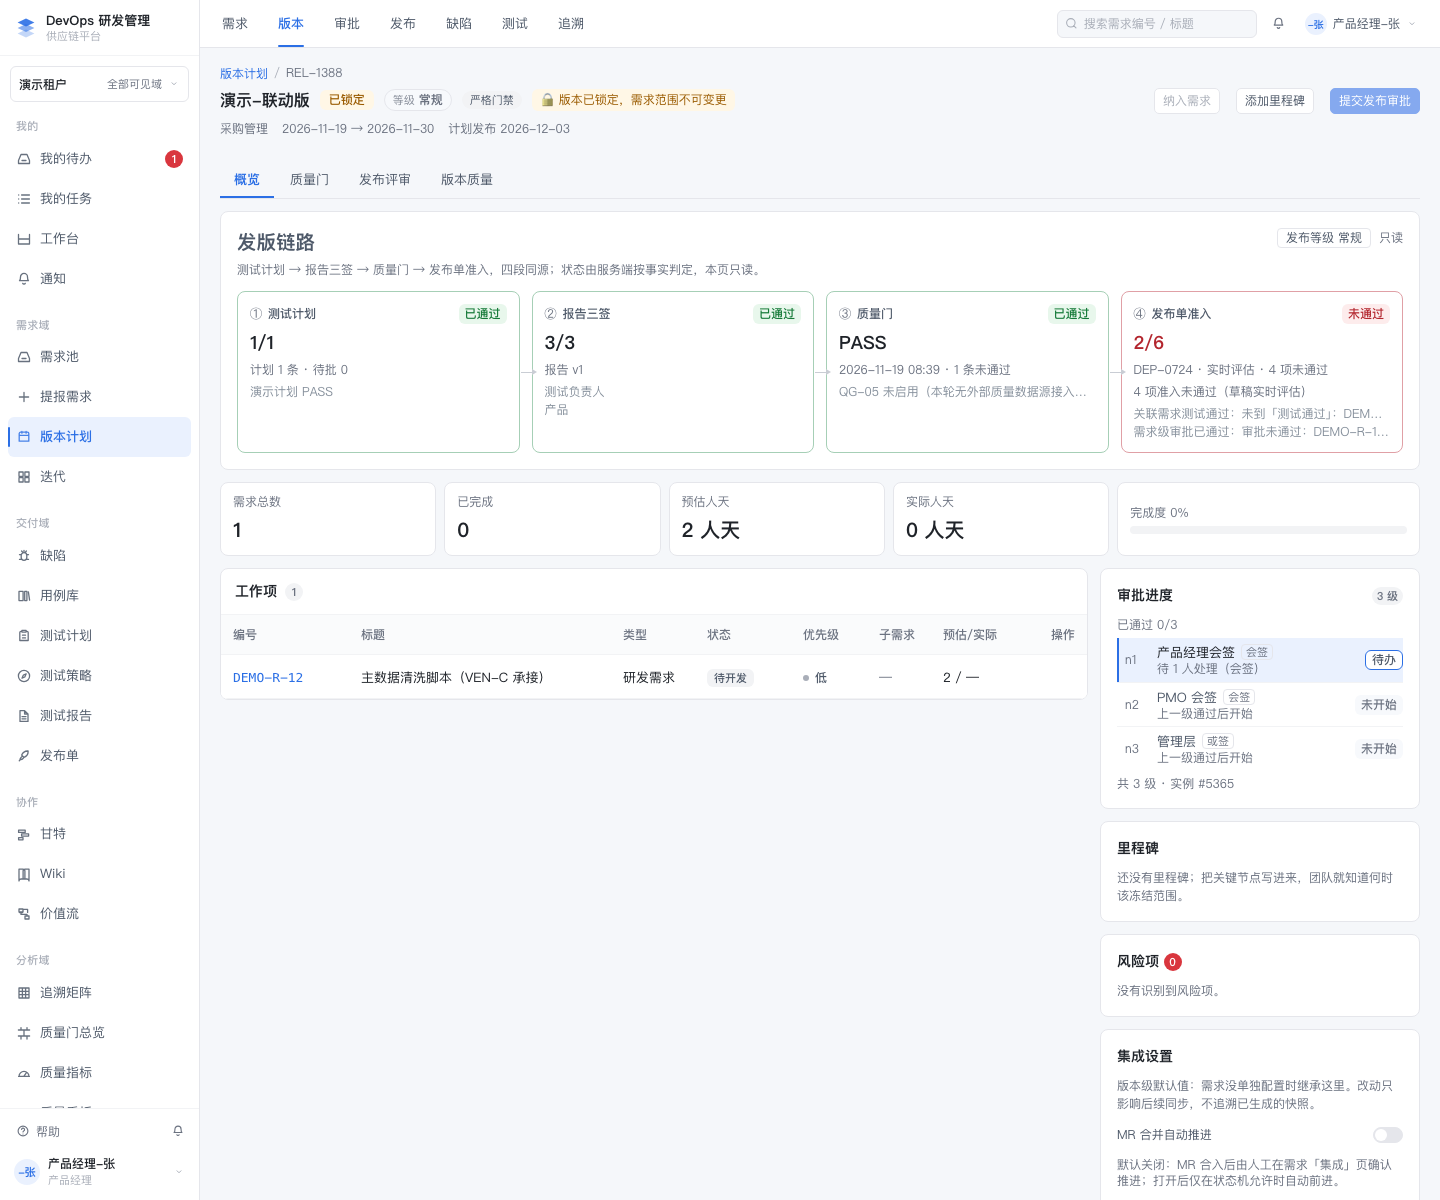 DevOps 研发管理
供应链平台
需求 版本 审批 发布 缺陷 测试 追溯
搜索需求编号 / 标题
-张 产品经理-张
演示租户 全部可见域
我的
我的待办 1
我的任务
工作台
通知
需求域
需求池
提报需求
版本计划
迭代
交付域
缺陷
用例库
测试计划
测试策略
测试报告
发布单
协作
甘特
Wiki
价值流
分析域
追溯矩阵
质量门总览
质量指标
帮助
-张 产品经理-张
产品经理
版本计划 / REL-1388
演示-联动版 已锁定 等级 常规 严格门禁 🔒 版本已锁定，需求范围不可变更
纳入需求 添加里程碑 提交发布审批
采购管理 2026-11-19 → 2026-11-30 计划发布 2026-12-03
概览 质量门 发布评审 版本质量
发版链路
发布等级 常规 只读
测试计划 → 报告三签 → 质量门 → 发布单准入，四段同源；状态由服务端按事实判定，本页只读。
① 测试计划 已通过
1/1
计划 1 条 · 待批 0
演示计划 PASS
② 报告三签 已通过
3/3
报告 v1
测试负责人
产品
③ 质量门 已通过
PASS
2026-11-19 08:39 · 1 条未通过
QG-05 未启用（本轮无外部质量数据源接入...
④ 发布单准入 未通过
2/6
DEP-0724 · 实时评估 · 4 项未通过
4 项准入未通过（草稿实时评估）
关联需求测试通过：未到「测试通过」：DEM...
需求级审批已通过：审批未通过：DEMO-R-1...
需求总数
1
已完成
0
预估人天
2 人天
实际人天
0 人天
完成度 0%
工作项 1
编号 标题 类型 状态 优先级 子需求 预估/实际 操作
DEMO-R-12 主数据清洗脚本（VEN-C 承接） 研发需求 待开发 低 — 2 / —
审批进度 3 级
已通过 0/3
n1 产品经理会签 会签 待办
待 1 人处理（会签）
n2 PMO 会签 会签 未开始
上一级通过后开始
n3 管理层 或签 未开始
上一级通过后开始
共 3 级 · 实例 #5365
里程碑
还没有里程碑；把关键节点写进来，团队就知道何时
该冻结范围。
风险项 0
没有识别到风险项。
集成设置
版本级默认值：需求没单独配置时继承这里。改动只
影响后续同步，不追溯已生成的快照。
MR 合并自动推进
默认关闭：MR 合入后由人工在需求「集成」页确认
推进；打开后仅在状态机允许时自动前进。